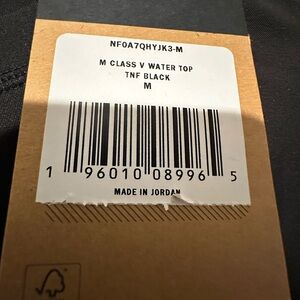 NF0A7QHYJK3-M
M CLASS V WATER TOP
TNF BLACK
M
1 96010 08996 5
MADE IN JORDAN